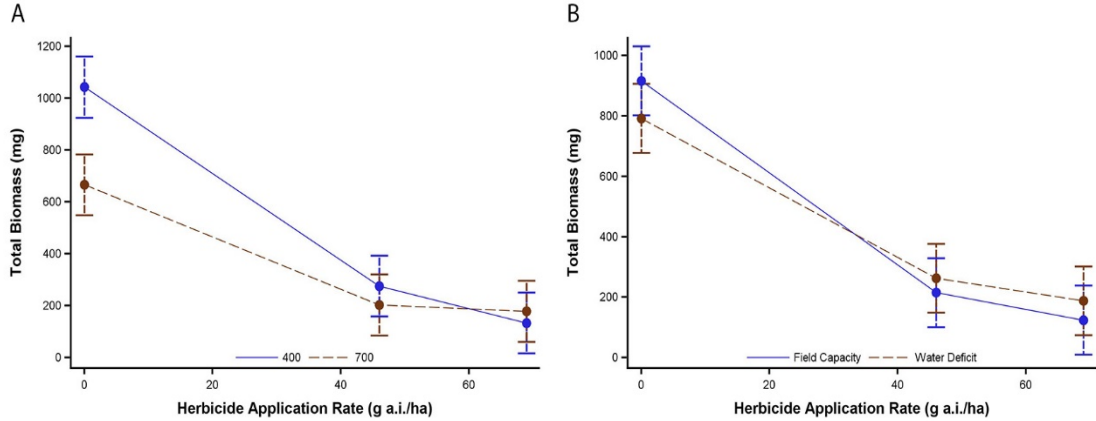 A
Total Biomass (mg)
1200
1000
800
600
400
200
0
400
700
0
20
40
60
Herbicide Application Rate (g a.i./ha)
B
Total Biomass (mg)
1000
800
600
400
200
0
Field Capacity
Water Deficit
0
20
40
60
Herbicide Application Rate (g a.i./ha)